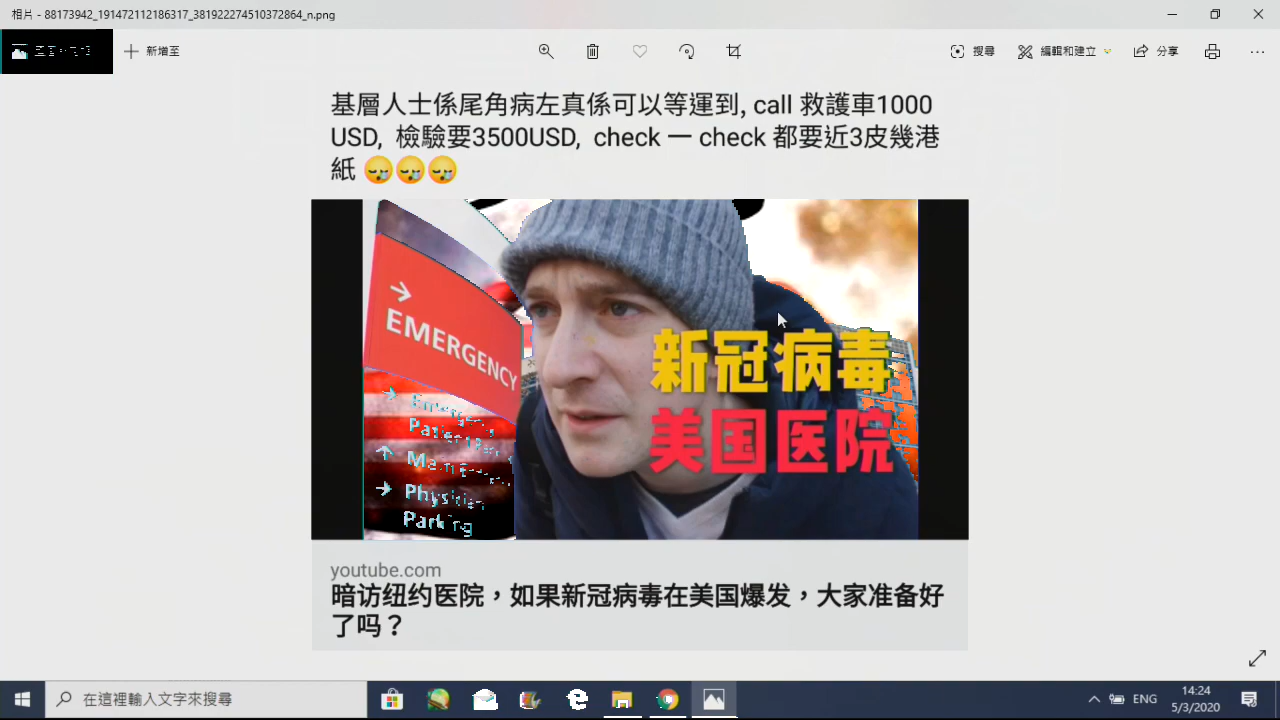 相片 - 88173942_191472112186317_381922274510372864_n.png
新增至
搜尋
編輯和建立
分享
基層人士係尾角病左真係可以等運到, call 救護車1000
USD, 檢驗要3500USD, check 一 check 都要近3皮幾港
紙
EMERGENCY
Emergency
Main
Physician
Parking
新冠病毒
美国医院
youtube.com
暗访纽约医院，如果新冠病毒在美国爆发，大家准备好
了吗？
在這裡輸入文字來搜尋
ENG
14:24
5/3/2020